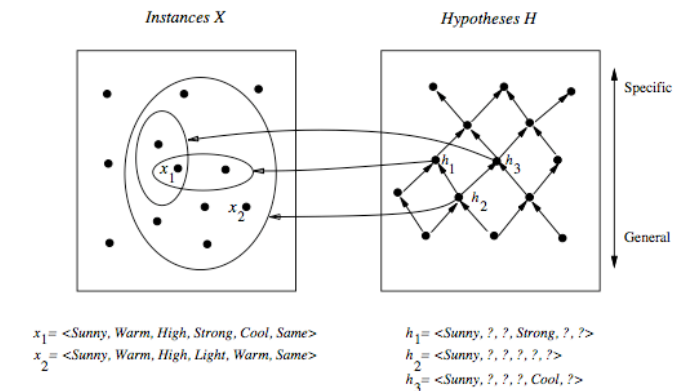 Instances X
Hypotheses H
Specific
x1
h1
h3
x2
h2
General
x1= <Sunny, Warm, High, Strong, Cool, Same>
x2= <Sunny, Warm, High, Light, Warm, Same>
h1= <Sunny, ?, ?, Strong, ?, ?>
h2= <Sunny, ?, ?, ?, ?, ?>
h3= <Sunny, ?, ?, ?, Cool, ?>